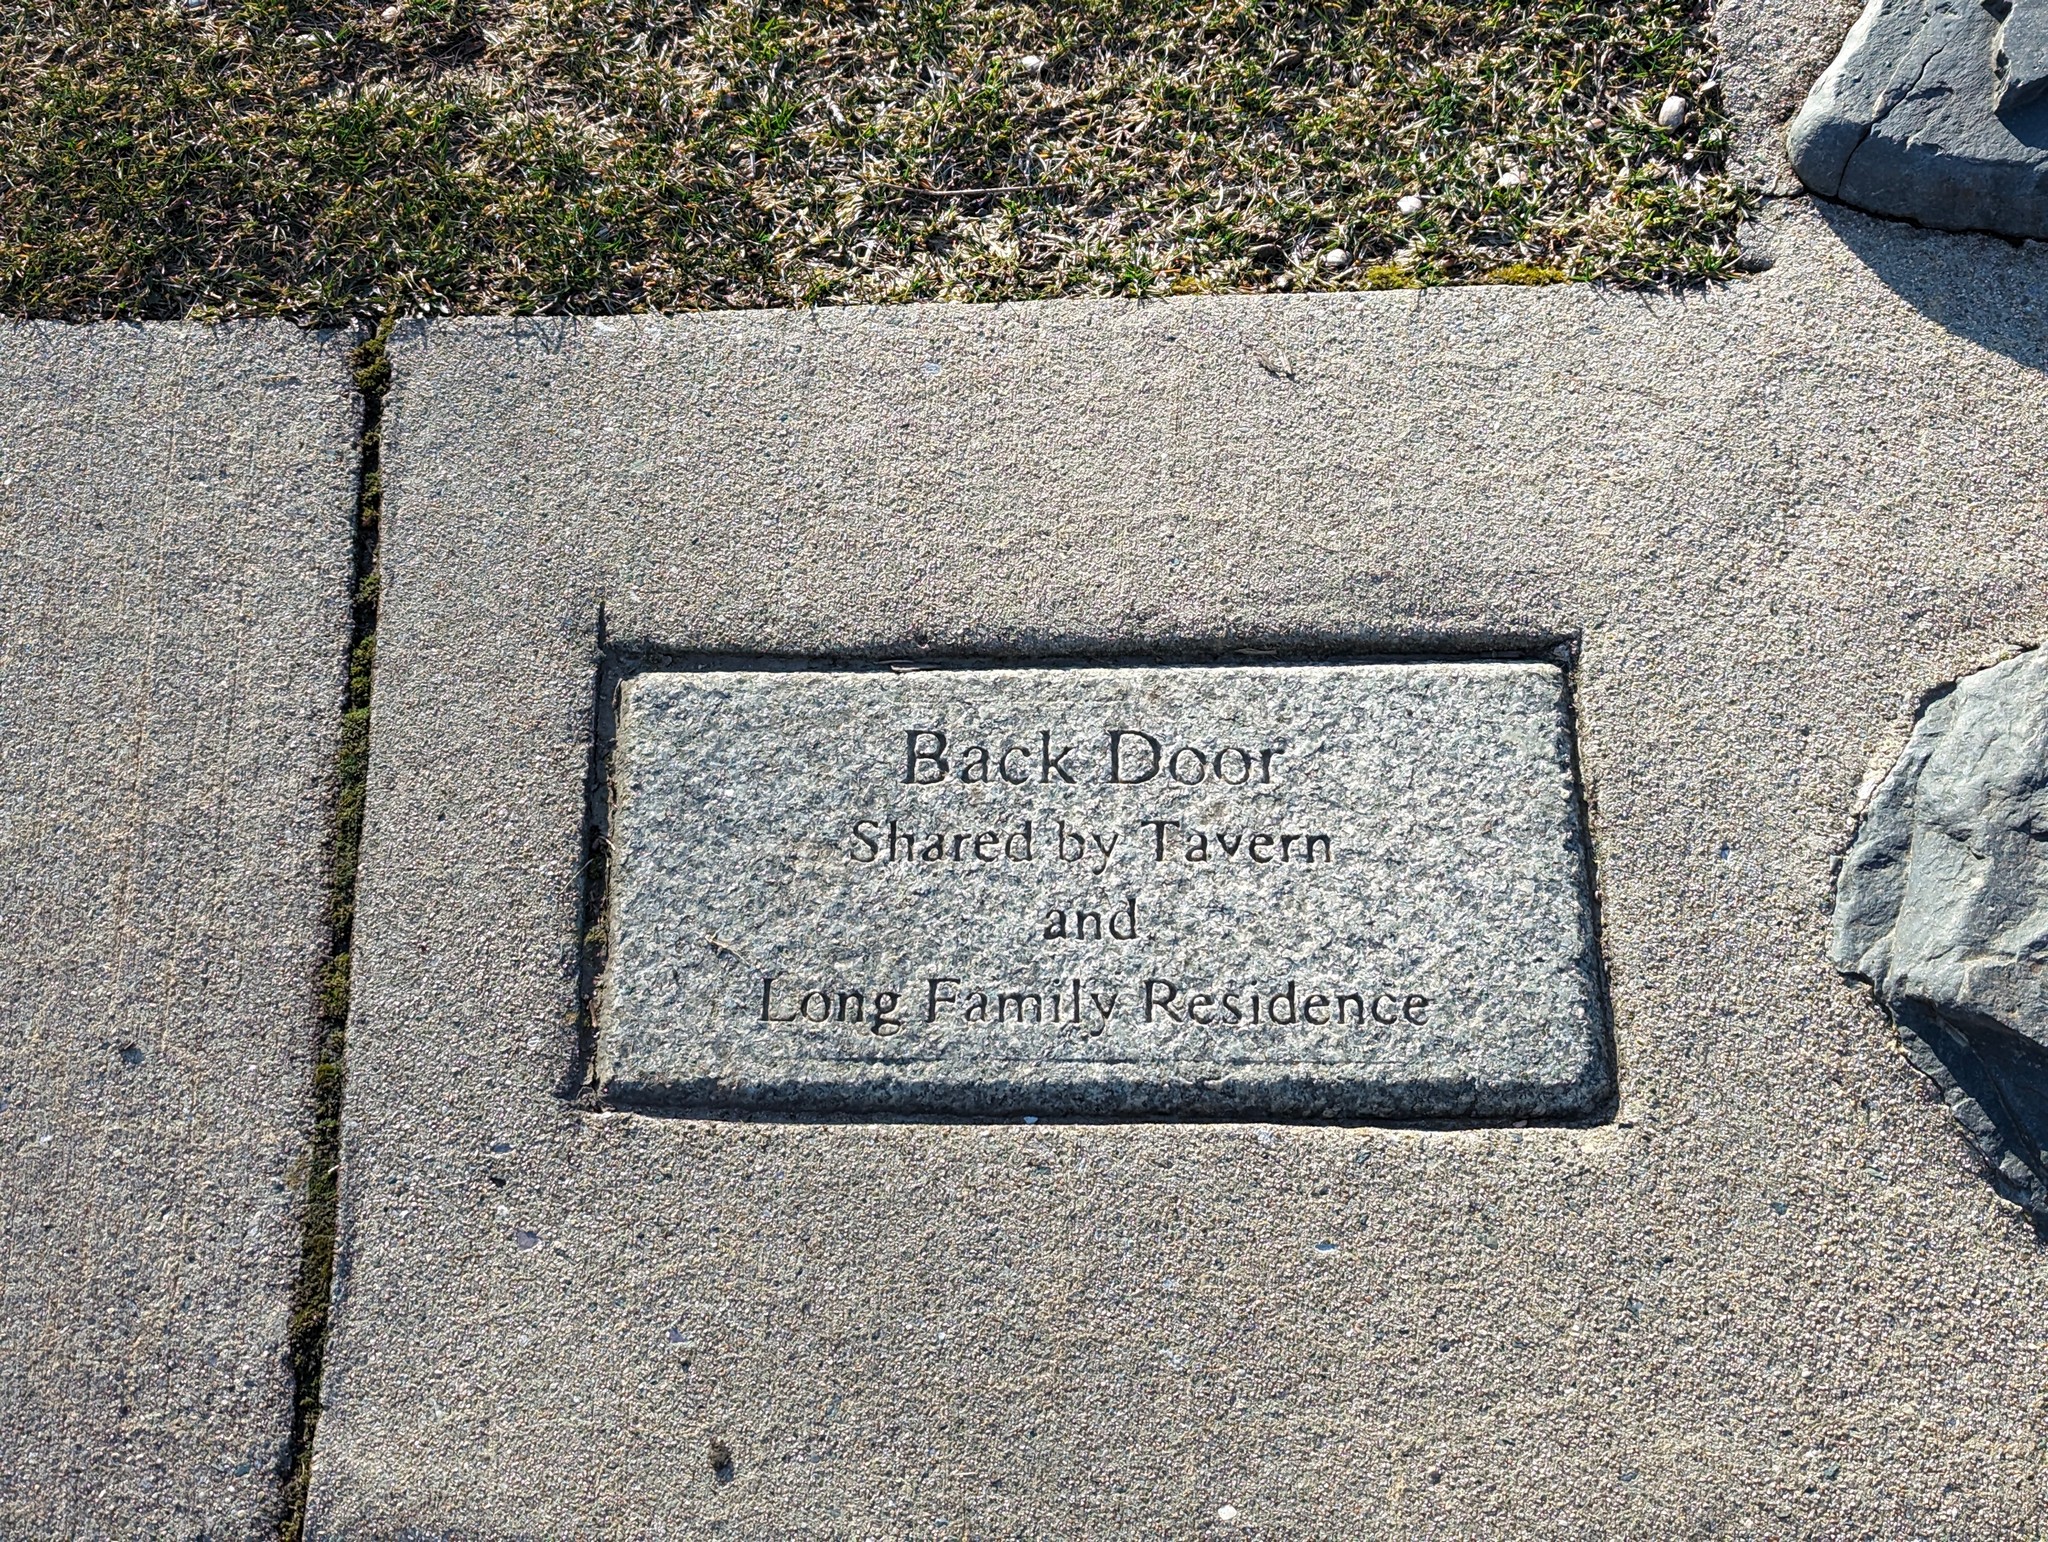 Back Door
Shared by Tavern
and
Long Family Residence